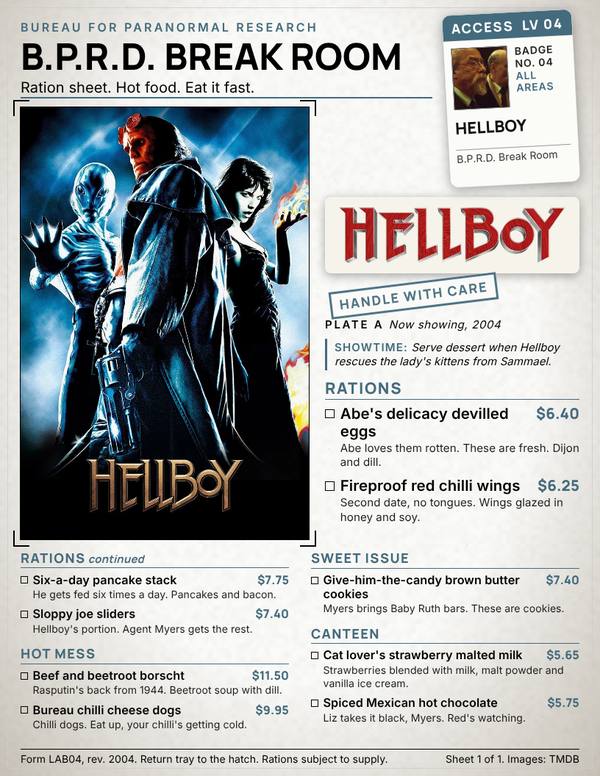 BUREAU FOR PARANORMAL RESEARCH
B.P.R.D. BREAK ROOM
Ration sheet. Hot food. Eat it fast.
ACCESS LV 04
BADGE
NO. 04
ALL
AREAS
HELLBOY
B.P.R.D. Break Room
HELLBOY
HANDLE WITH CARE
PLATE A Now showing, 2004
SHOWTIME: Serve dessert when Hellboy
rescues the lady's kittens from Sammael.
HELLBOY
RATIONS
Abe's delicacy devilled $6.40
eggs
Abe loves them rotten. These are fresh. Dijon
and dill.
Fireproof red chilli wings $6.25
Second date, no tongues. Wings glazed in
honey and soy.
RATIONS continued
Six-a-day pancake stack $7.75
He gets fed six times a day. Pancakes and bacon.
Sloppy joe sliders $7.40
Hellboy's portion. Agent Myers gets the rest.
HOT MESS
Beef and beetroot borscht $11.50
Rasputin's back from 1944. Beetroot soup with dill.
Bureau chilli cheese dogs $9.95
Chilli dogs. Eat up, your chilli's getting cold.
SWEET ISSUE
Give-him-the-candy brown butter $7.40
cookies
Myers brings Baby Ruth bars. These are cookies.
CANTEEN
Cat lover's strawberry malted milk $5.65
Strawberries blended with milk, malt powder and
vanilla ice cream.
Spiced Mexican hot chocolate $5.75
Liz takes it black, Myers. Red's watching.
Form LAB04, rev. 2004. Return tray to the hatch. Rations subject to supply.
Sheet 1 of 1. Images: TMDB